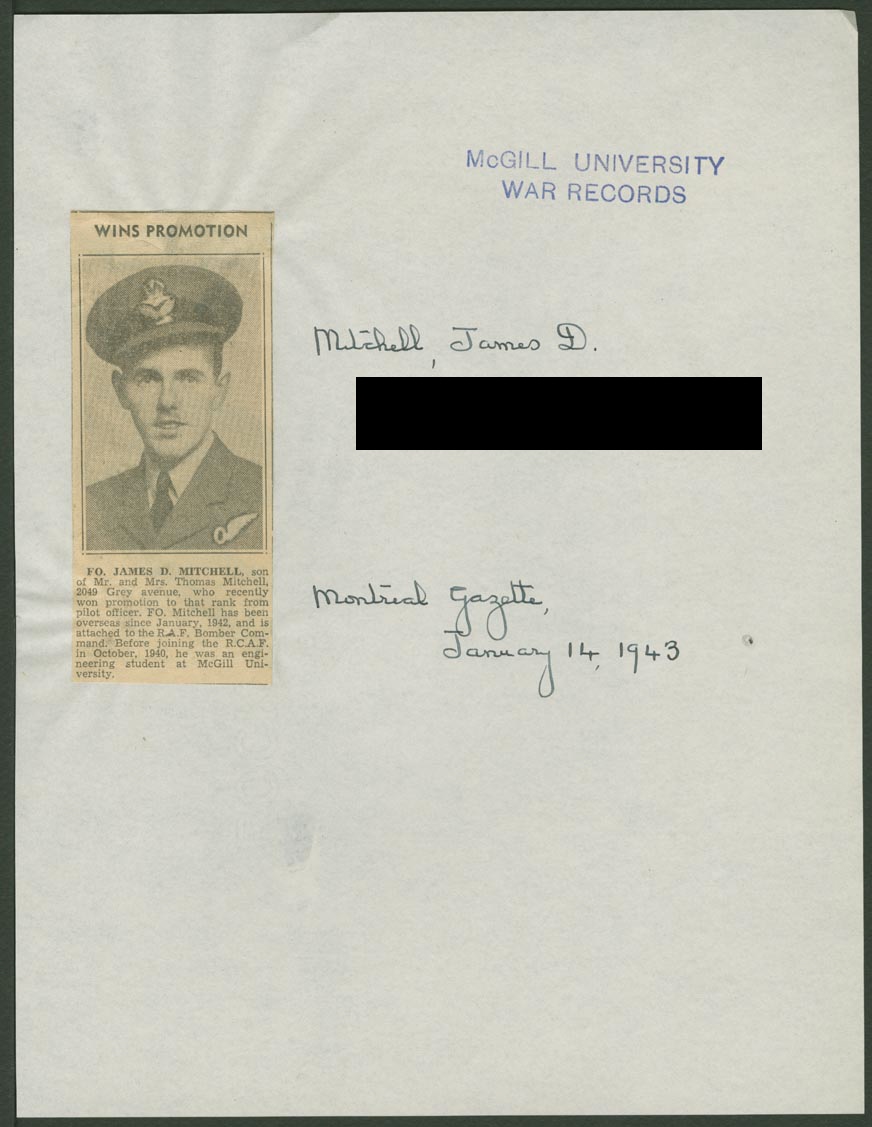 McGILL UNIVERSITY
WAR RECORDS
WINS PROMOTION
Mitchell, James D.
FO. JAMES D. MITCHELL, son
of Mr. and Mrs. Thomas Mitchell,
2049 Grey avenue, who recently
won promotion to that rank from
pilot officer. FO. Mitchell has been
overseas since January, 1942, and is
attached to the R.A.F. Bomber Com-
mand. Before joining the R.C.A.F.
in October, 1940, he was an engi-
neering student at McGill Uni-
versity.
Montreal Gazette,
January 14, 1943